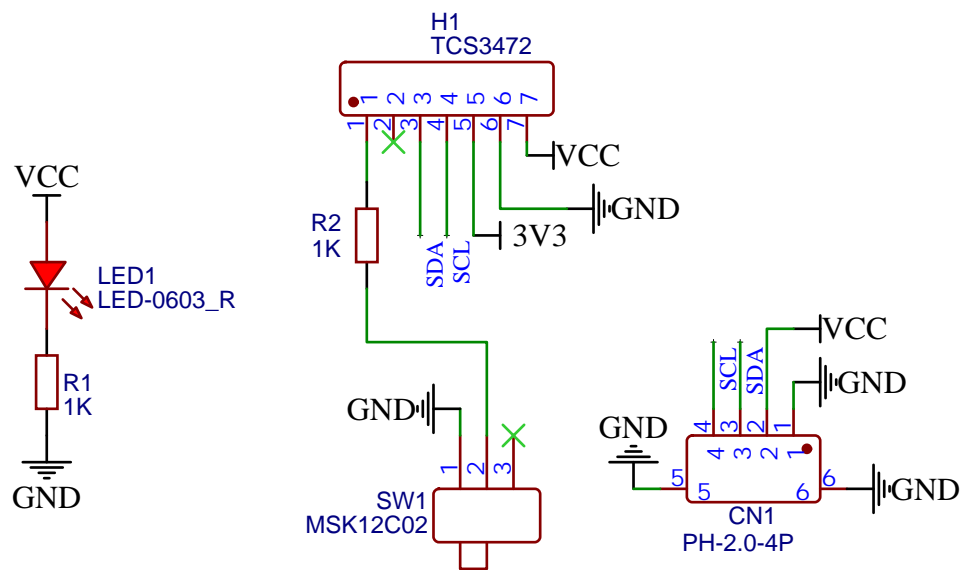 H1
TCS3472
1 2 3 4 5 6 7
1 2 3 4 5 6 7
VCC
GND
3V3
SDA
SCL
R2
1K
VCC
LED1
LED-0603_R
R1
1K
GND
GND
1 2 3
SW1
MSK12C02
VCC
GND
SCL
SDA
GND
4 3 2 1
4 3 2 1
5 5 6 6
GND
CN1
PH-2.0-4P